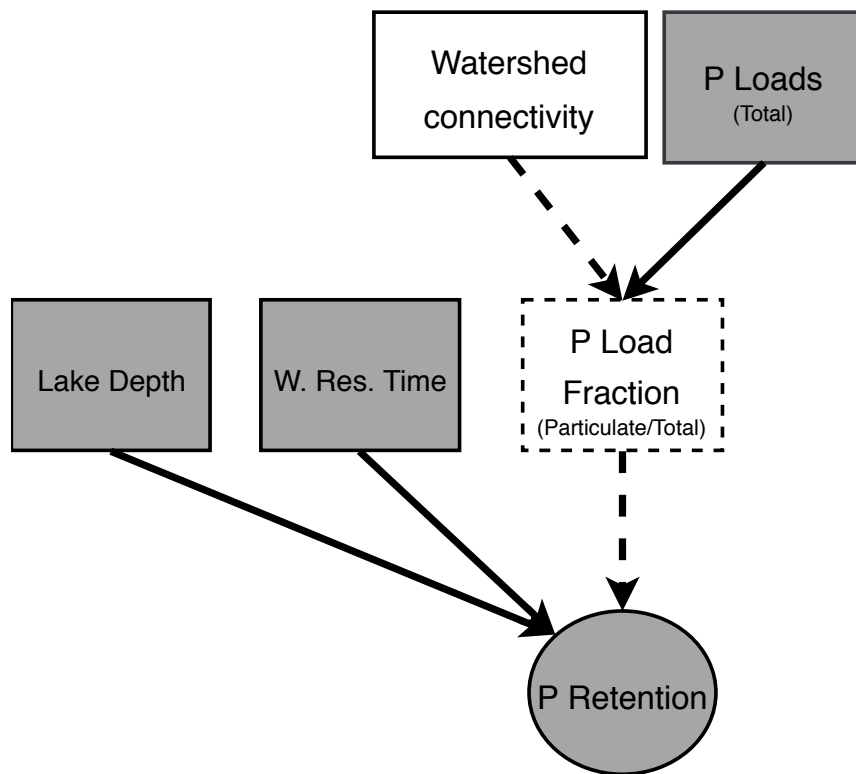 Watershed
connectivity
P Loads
(Total)
Lake Depth
W. Res. Time
P Load
Fraction
(Particulate/Total)
P Retention